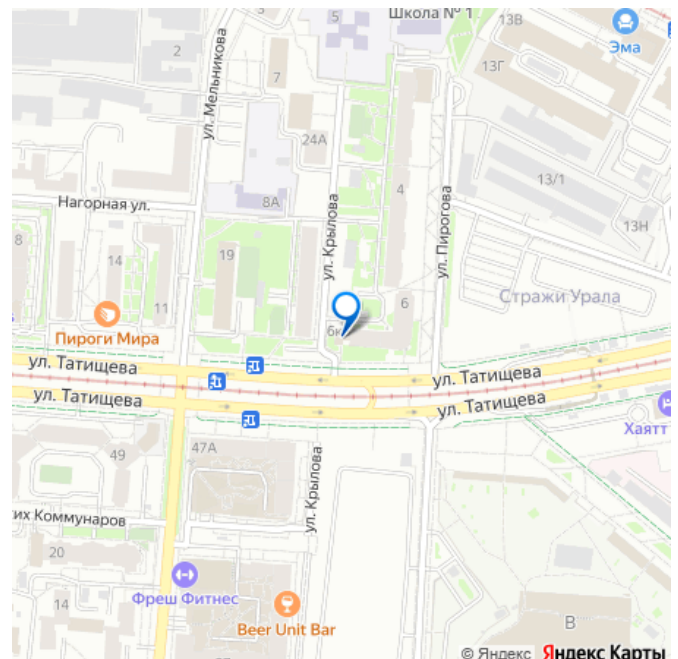 Школа № 1
13В
Эма
2
7
13Г
ул. Мельникова
24А
4
13/1
8А
Нагорная ул.
13Н
ул. Крылова
ул. Пирогова
8
14
19
11
6
Стражи Урала
Пироги Мира
ул. Татищева
ул. Татищева
ул. Татищева
ул. Татищева
Хаятт
47А
49
ул. Крылова
их Коммунаров
20
Фреш Фитнес
14
Beer Unit Bar
В
© Яндекс Яндекс Карты